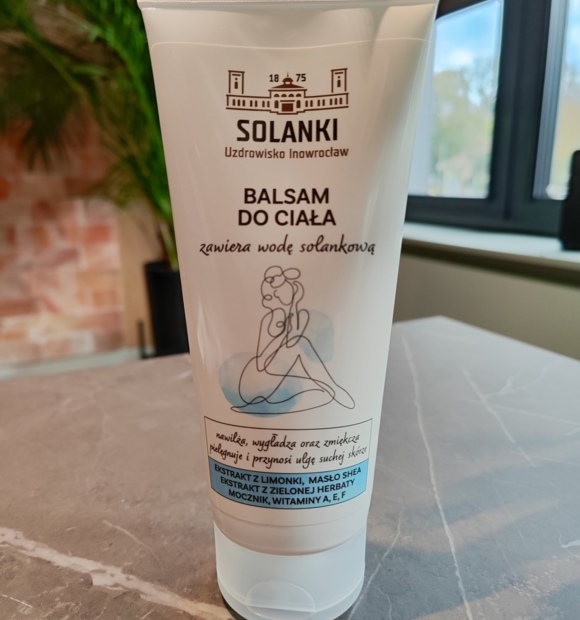 18 75
SOLANKI
Uzdrowisko Inowrocław
BALSAM
DO CIAŁA
zawiera wodę solankową
nawilża, wygładza oraz zmiękcza
pielęgnuje i przynosi ulgę suchej skórze
EKSTRAKT Z LIMONKI, MASŁO SHEA
EKSTRAKT Z ZIELONEJ HERBATY
MOCZNIK, WITAMINY A, E, F